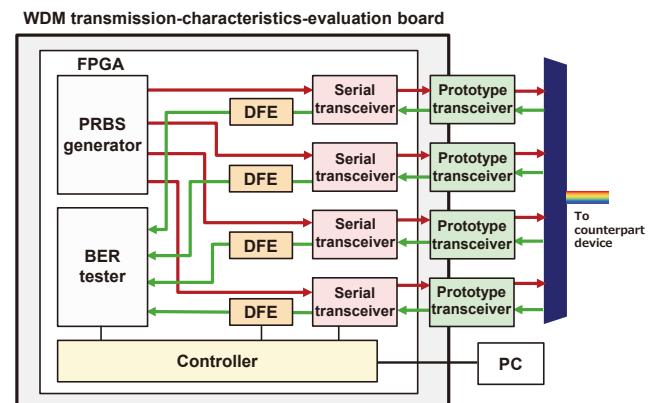 WDM transmission-characteristics-evaluation board
FPGA
PRBS
generator
DFE
Serial
transceiver
Prototype
transceiver
DFE
Serial
transceiver
Prototype
transceiver
BER
tester
DFE
Serial
transceiver
Prototype
transceiver
To
counterpart
device
DFE
Serial
transceiver
Prototype
transceiver
Controller
PC